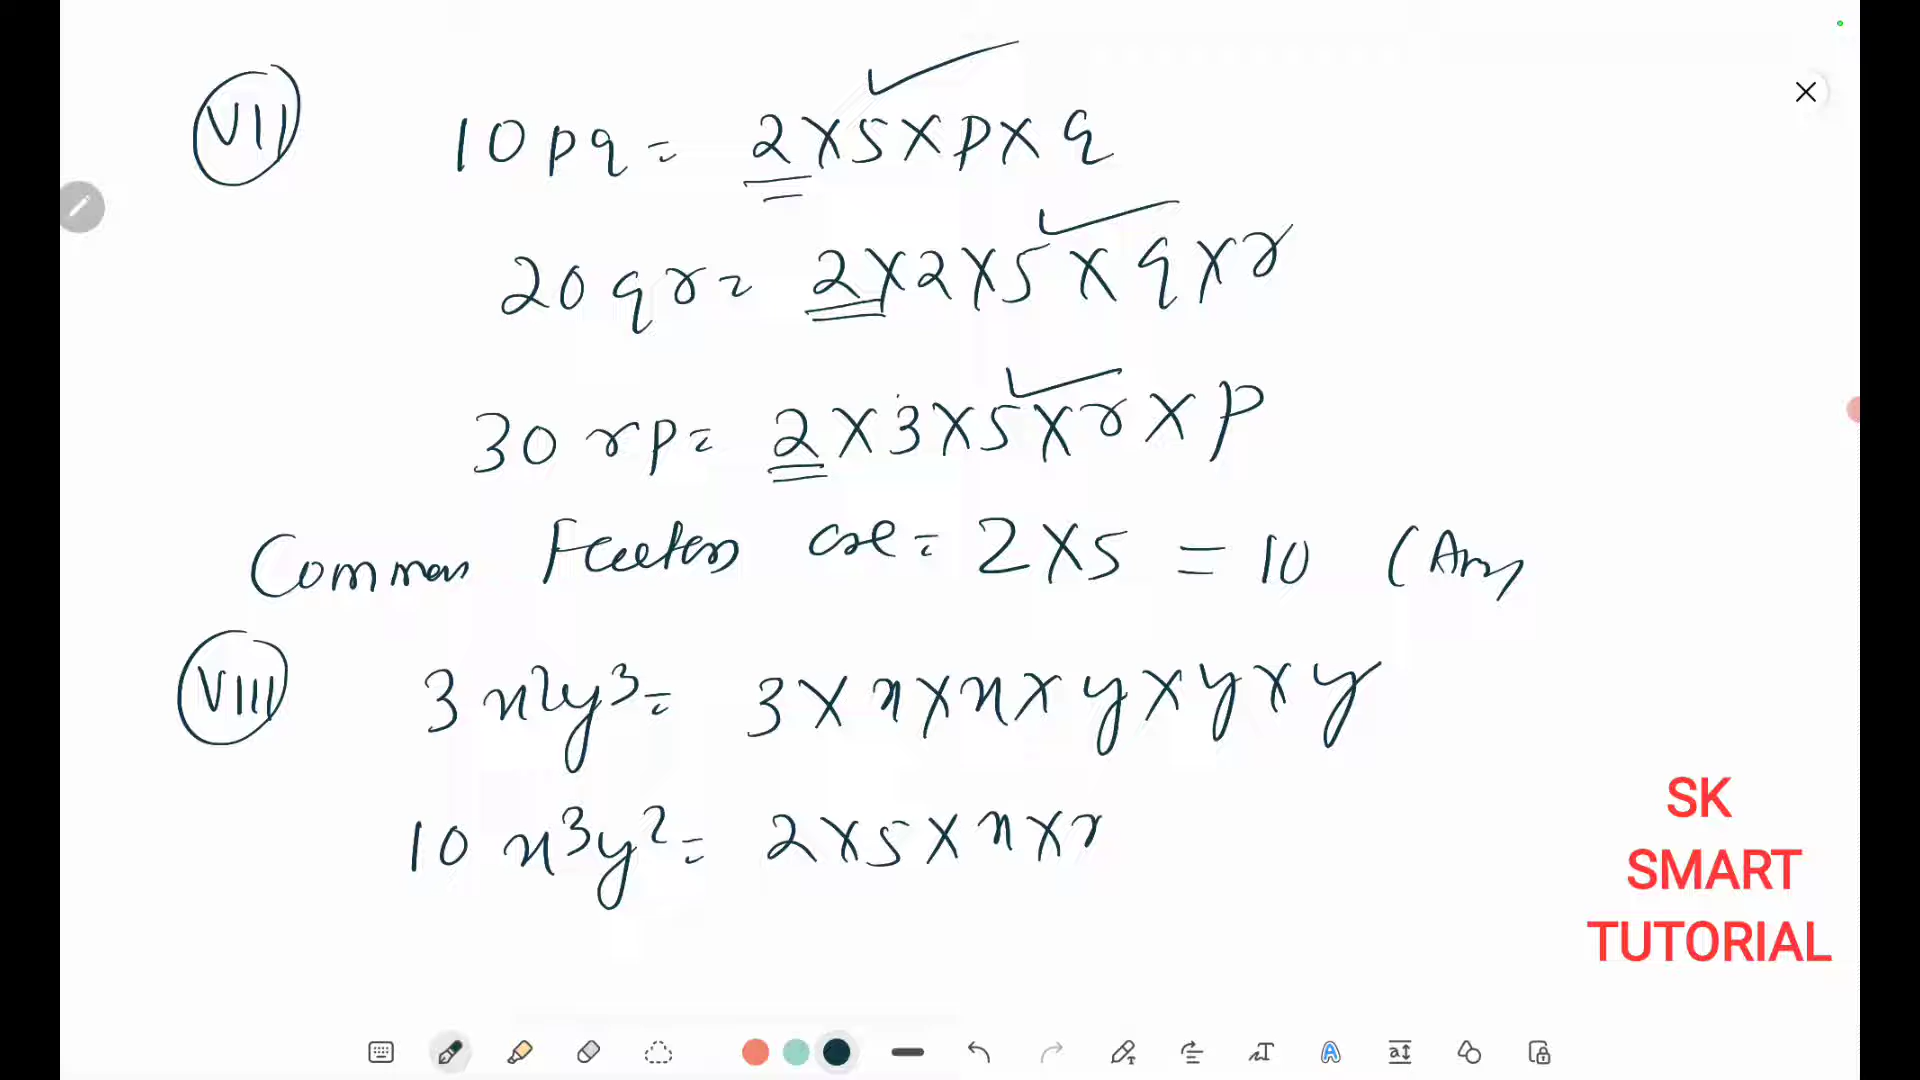 VII 10pq = 2×5×p×q
20qr = 2×2×5×q×r
30rp = 2×3×5×r×p
Common Factors are = 2×5 = 10 (Ans
VIII 3x²y³ = 3×x×x×y×y×y
10x³y² = 2×5×x×x
SK
SMART
TUTORIAL